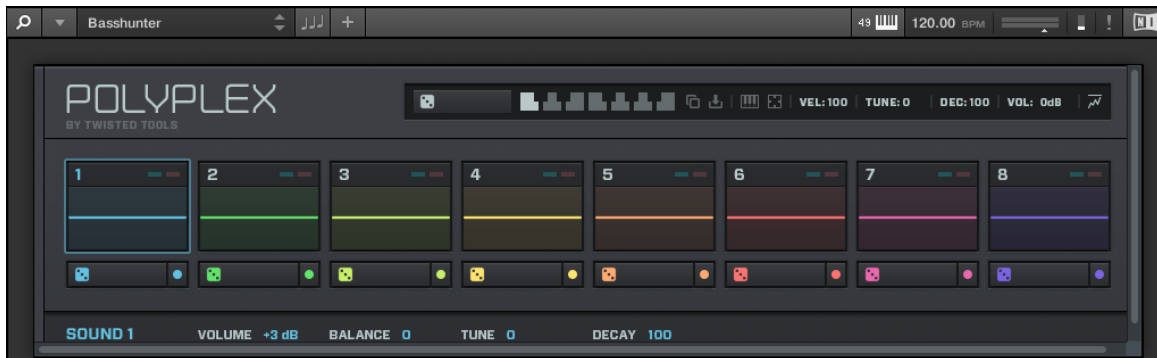 Basshunter 49 120.00 BPM ! NI
POLYPLEX
BY TWISTED TOOLS
VEL: 100 TUNE: 0 DEC: 100 VOL: 0dB
1 2 3 4 5 6 7 8
SOUND 1 VOLUME +3 dB BALANCE 0 TUNE 0 DECAY 100